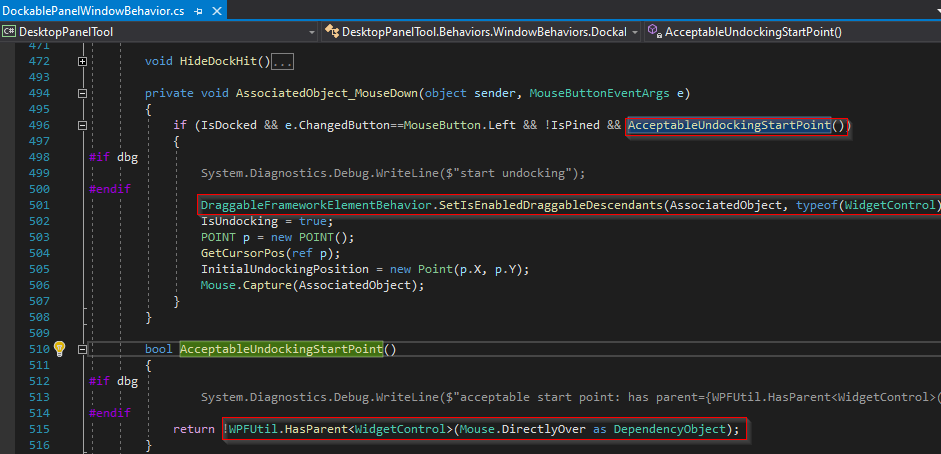 DockablePanelWindowBehavior.cs
C# DesktopPanelTool DesktopPanelTool.Behaviors.WindowBehaviors.Dockal AcceptableUndockingStartPoint()
471
472 void HideDockHit()...
493
494 private void AssociatedObject_MouseDown(object sender, MouseButtonEventArgs e)
495 {
496 if (IsDocked && e.ChangedButton==MouseButton.Left && !IsPined && AcceptableUndockingStartPoint())
497 {
498 #if dbg
499 System.Diagnostics.Debug.WriteLine($"start undocking");
500 #endif
501 DraggableFrameworkElementBehavior.SetIsEnabledDraggableDescendants(AssociatedObject, typeof(WidgetControl)
502 IsUndocking = true;
503 POINT p = new POINT();
504 GetCursorPos(ref p);
505 InitialUndockingPosition = new Point(p.X, p.Y);
506 Mouse.Capture(AssociatedObject);
507 }
508 }
509
510 bool AcceptableUndockingStartPoint()
511 {
512 #if dbg
513 System.Diagnostics.Debug.WriteLine($"acceptable start point: has parent={WPFUtil.HasParent<WidgetControl>(
514 #endif
515 return !WPFUtil.HasParent<WidgetControl>(Mouse.DirectlyOver as DependencyObject);
516 }